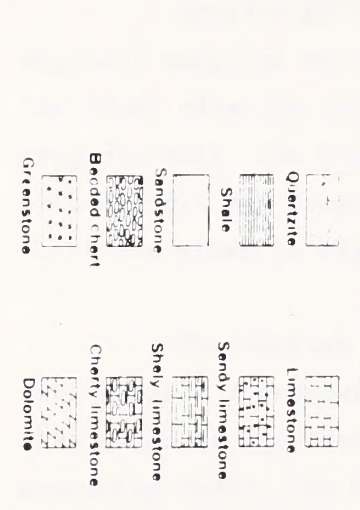 Quartzite
Shale
Sandstone
Bedded chert
Greenstone
Limestone
Sandy limestone
Shaly limestone
Cherty limestone
Dolomite